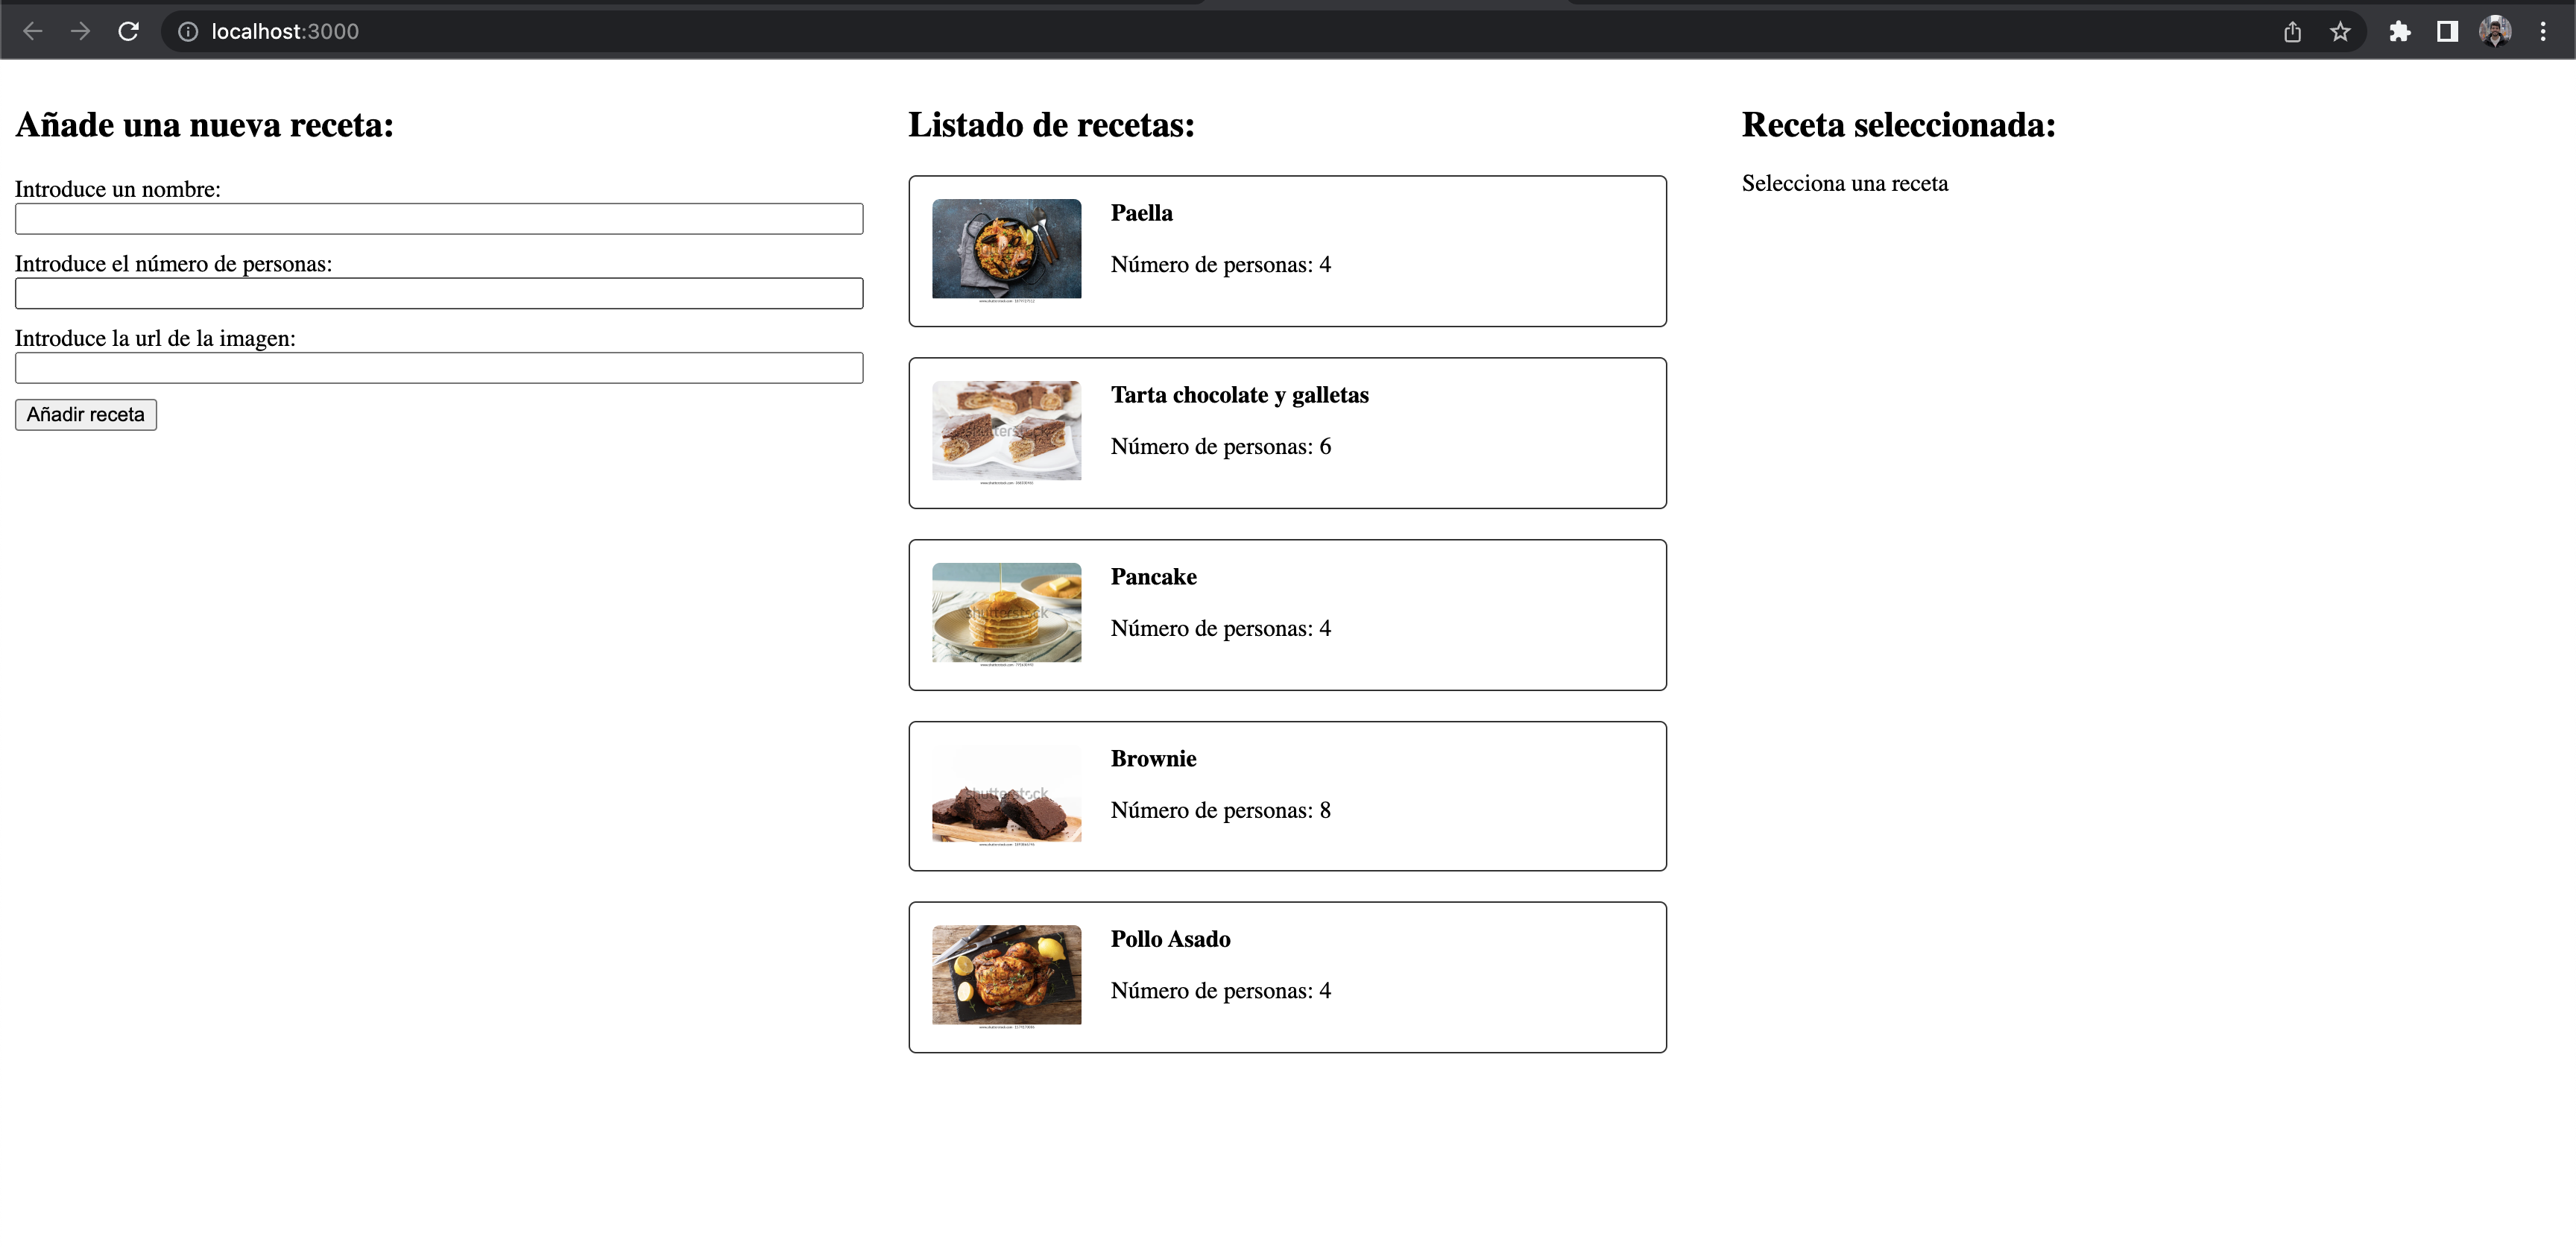 localhost:3000
Añade una nueva receta:
Introduce un nombre:
Introduce el número de personas:
Introduce la url de la imagen:
Añadir receta
Listado de recetas:
Paella
Número de personas: 4
Tarta chocolate y galletas
Número de personas: 6
shutterstock
Pancake
Número de personas: 4
shutterstock
Brownie
Número de personas: 8
shutterstock
Pollo Asado
Número de personas: 4
Receta seleccionada:
Selecciona una receta